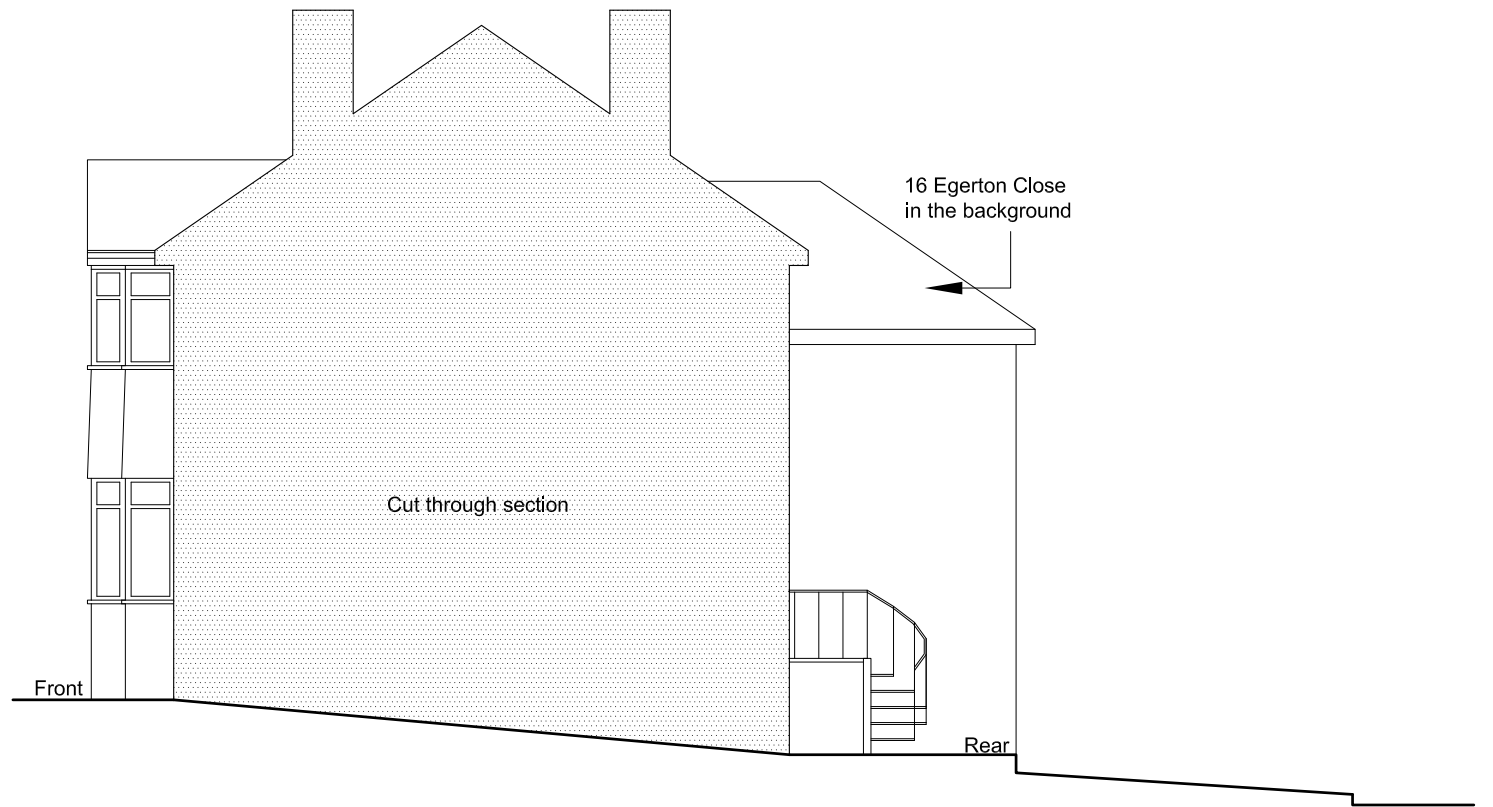 16 Egerton Close
in the background
Cut through section
Front
Rear